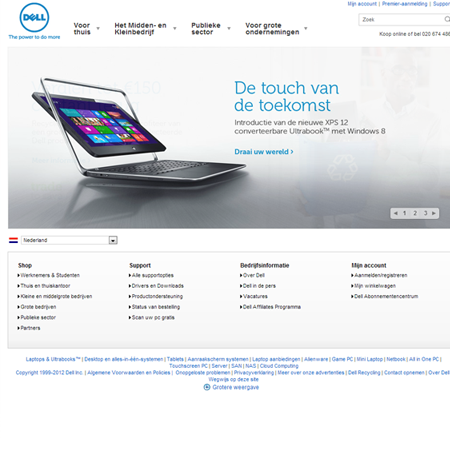 DELL
The power to do more
Mijn account | Premier-aanmelding | Suppor
Voor thuis
Het Midden- en Kleinbedrijf
Publieke sector
Voor grote ondernemingen
Zoek
Koop online of bel 020 674 486
De touch van
de toekomst
Introductie van de nieuwe XPS 12
converteerbare Ultrabook™ met Windows 8
Draai uw wereld >
1 2 3
Nederland
Shop
Werknemers & Studenten
Thuis en thuiskantoor
Kleine en middelgrote bedrijven
Grote bedrijven
Publieke sector
Partners
Support
Alle supportopties
Drivers en Downloads
Productondersteuning
Status van bestelling
Scan uw pc gratis
Bedrijfsinformatie
Over Dell
Dell in de pers
Vacatures
Dell Affiliates Programma
Mijn account
Aanmelden/registreren
Mijn winkelwagen
Dell Abonnementencentrum
Laptops & Ultrabooks™ | Desktop en alles-in-één-systemen | Tablets | Aanraakscherm systemen | Laptop aanbiedingen | Alienware | Game PC | Mini Laptop | Netbook | All in One PC |
Touchscreen PC | Server | SAN | NAS | Cloud Computing
Copyright 1999-2012 Dell Inc. | Algemene Voorwaarden en Policies | Onopgeloste problemen | Privacyverklaring | Meer over onze advertenties | Dell Recycling | Contact opnemen | Over Dell
Wegwijs op deze site
Grotere weergave